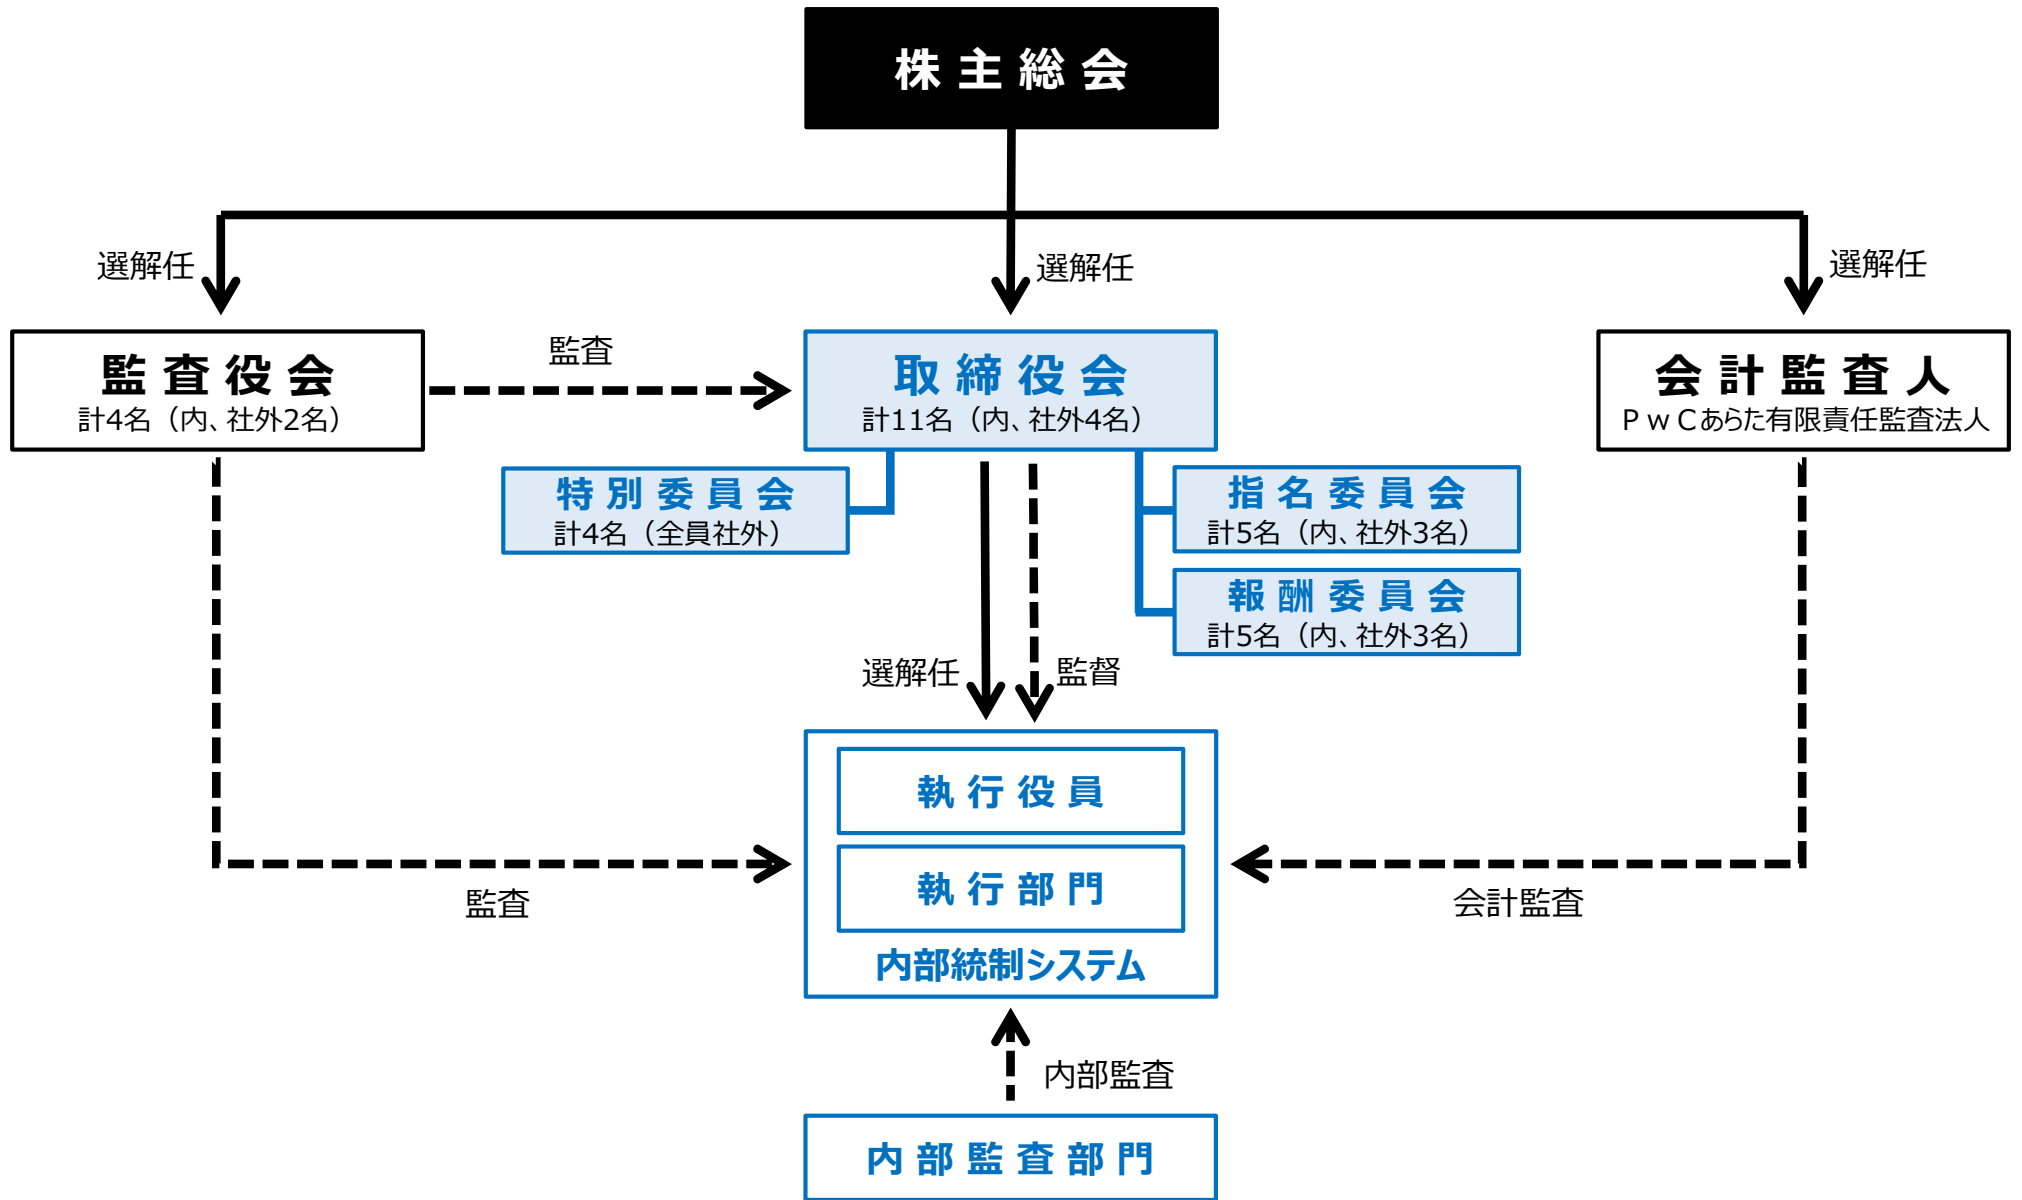 株主総会
選解任
選解任
選解任
監査役会
計4名（内、社外2名）
監査
取締役会
計11名（内、社外4名）
会計監査人
ＰｗＣあらた有限責任監査法人
特別委員会
計4名（全員社外）
指名委員会
計5名（内、社外3名）
報酬委員会
計5名（内、社外3名）
選解任
監督
執行役員
執行部門
内部統制システム
監査
会計監査
内部監査
内部監査部門